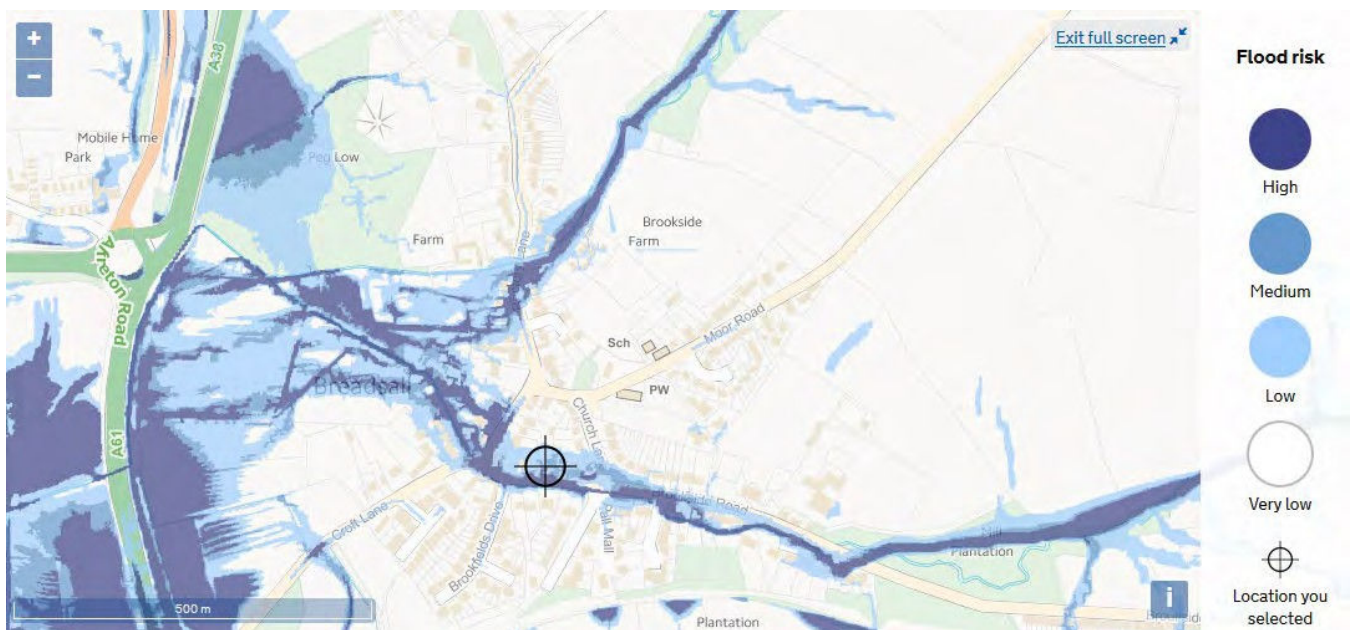 +
−
A38
Exit full screen
Flood risk
Mobile Home
Park
Peg Low
High
Brookside
Farm
Farm
Lane
Medium
Alfreton Road
Sch
Moor Road
Low
Breadsall
PW
Church Lane
A61
Very low
Croft Lane
Brookside Road
Brookfields Drive
Pall Mall
Plantation
500 m
Plantation
i
Location you
selected